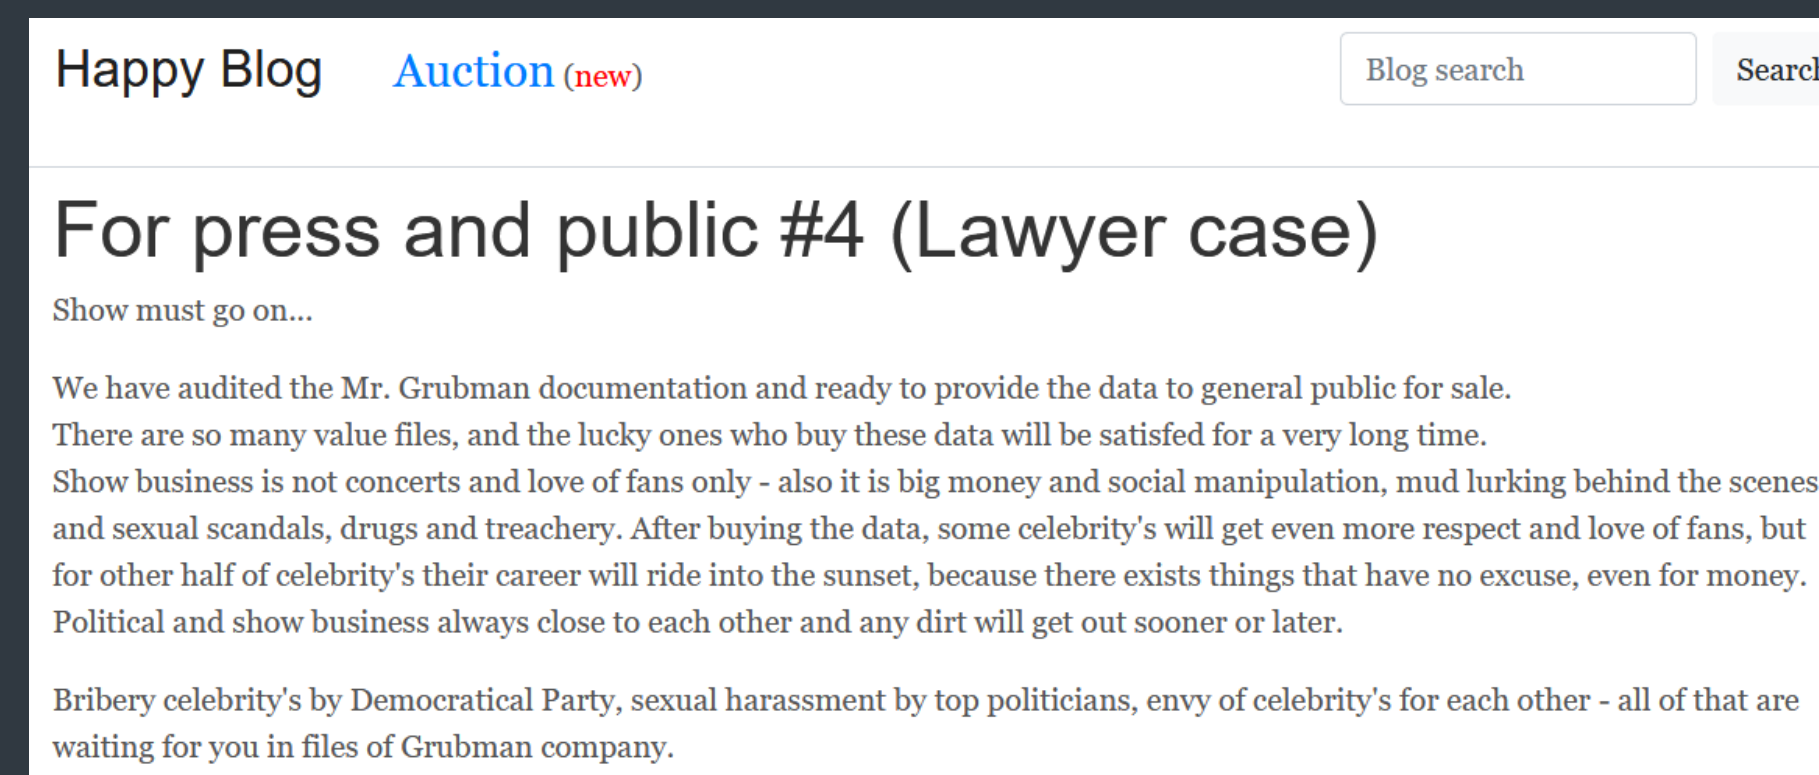 Happy Blog Auction (new) Blog search Search
For press and public #4 (Lawyer case)
Show must go on...
We have audited the Mr. Grubman documentation and ready to provide the data to general public for sale.
There are so many value files, and the lucky ones who buy these data will be satisfed for a very long time.
Show business is not concerts and love of fans only - also it is big money and social manipulation, mud lurking behind the scenes
and sexual scandals, drugs and treachery. After buying the data, some celebrity's will get even more respect and love of fans, but
for other half of celebrity's their career will ride into the sunset, because there exists things that have no excuse, even for money.
Political and show business always close to each other and any dirt will get out sooner or later.
Bribery celebrity's by Democratical Party, sexual harassment by top politicians, envy of celebrity's for each other - all of that are
waiting for you in files of Grubman company.